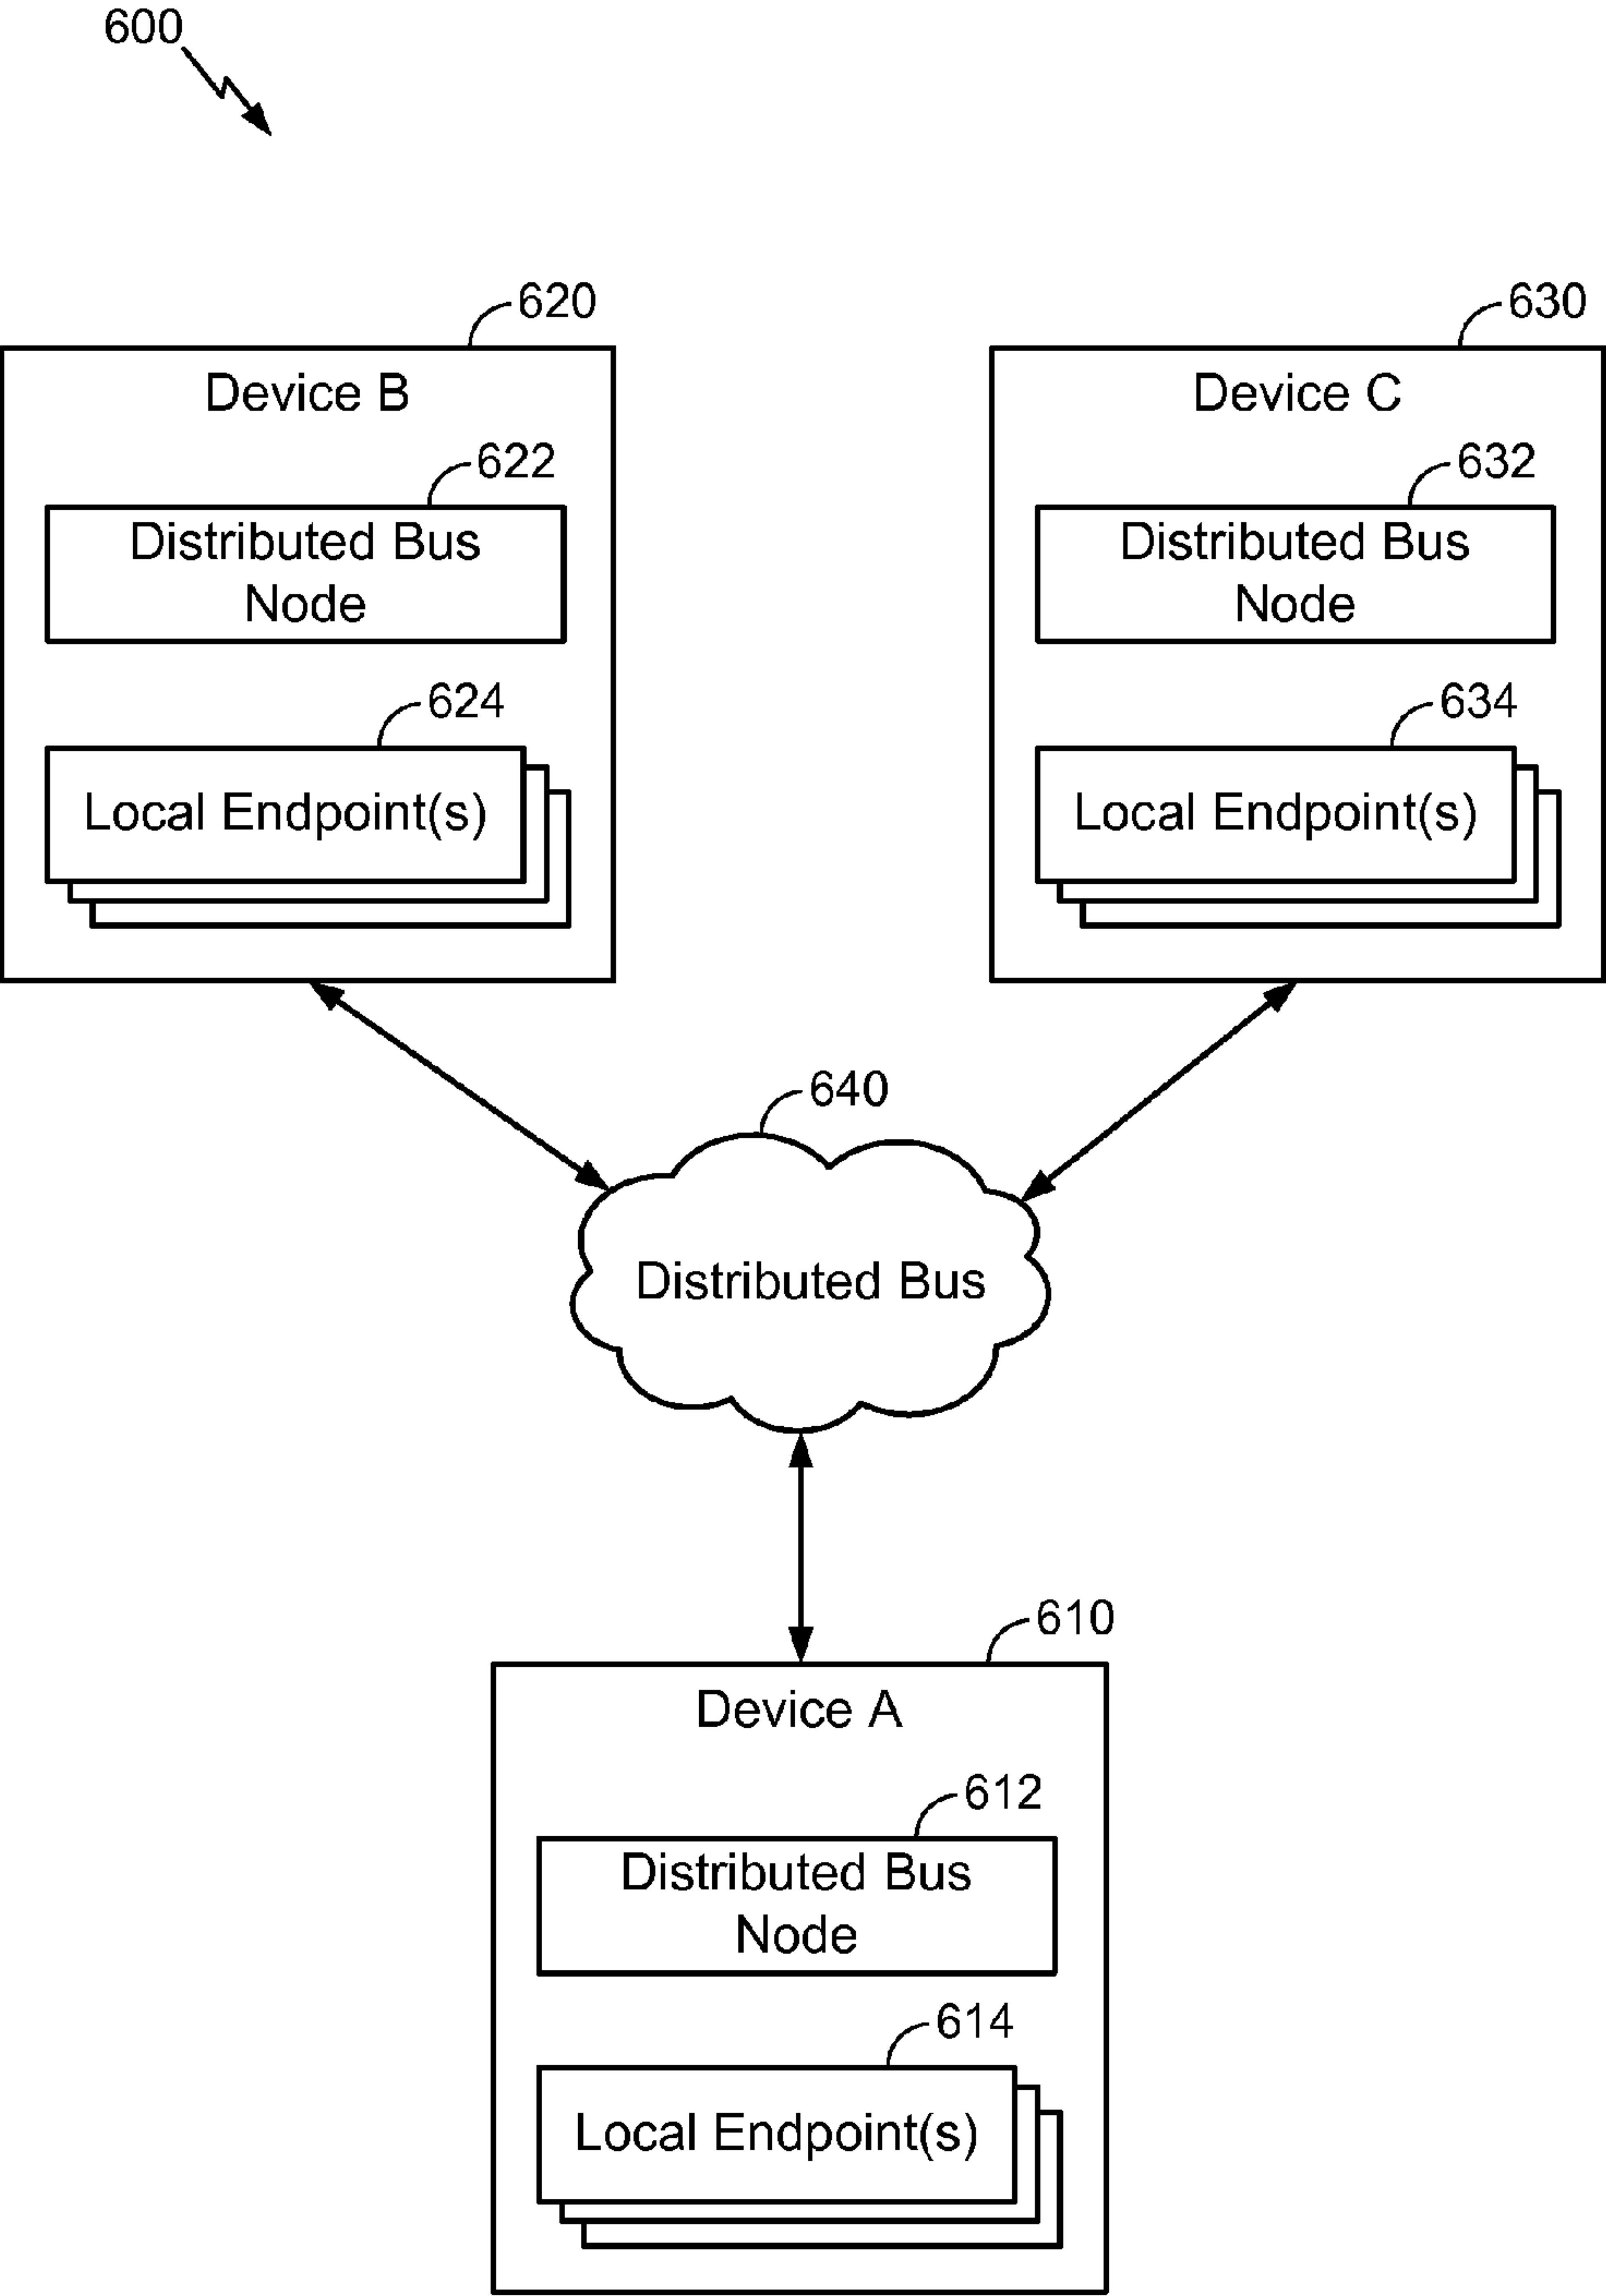 600
620
630
Device B
Device C
622
632
Distributed Bus
Node
Distributed Bus
Node
624
634
Local Endpoint(s)
Local Endpoint(s)
640
Distributed Bus
610
Device A
612
Distributed Bus
Node
614
Local Endpoint(s)